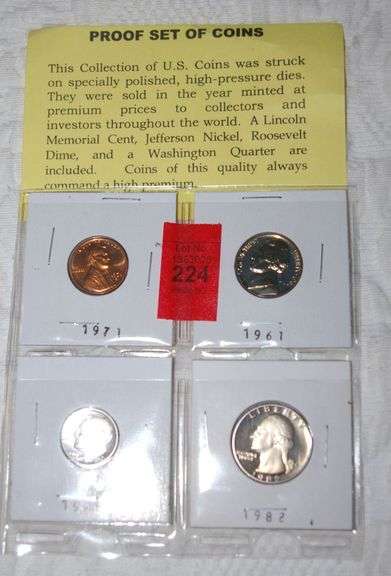 PROOF SET OF COINS
This Collection of U.S. Coins was struck
on specially polished, high-pressure dies.
They were sold in the year minted at
premium prices to collectors and
investors throughout the world. A Lincoln
Memorial Cent, Jefferson Nickel, Roosevelt
Dime, and a Washington Quarter are
included. Coins of this quality always
command a high premium.
Lot No.
224
1971
1961
LIBERTY
1982